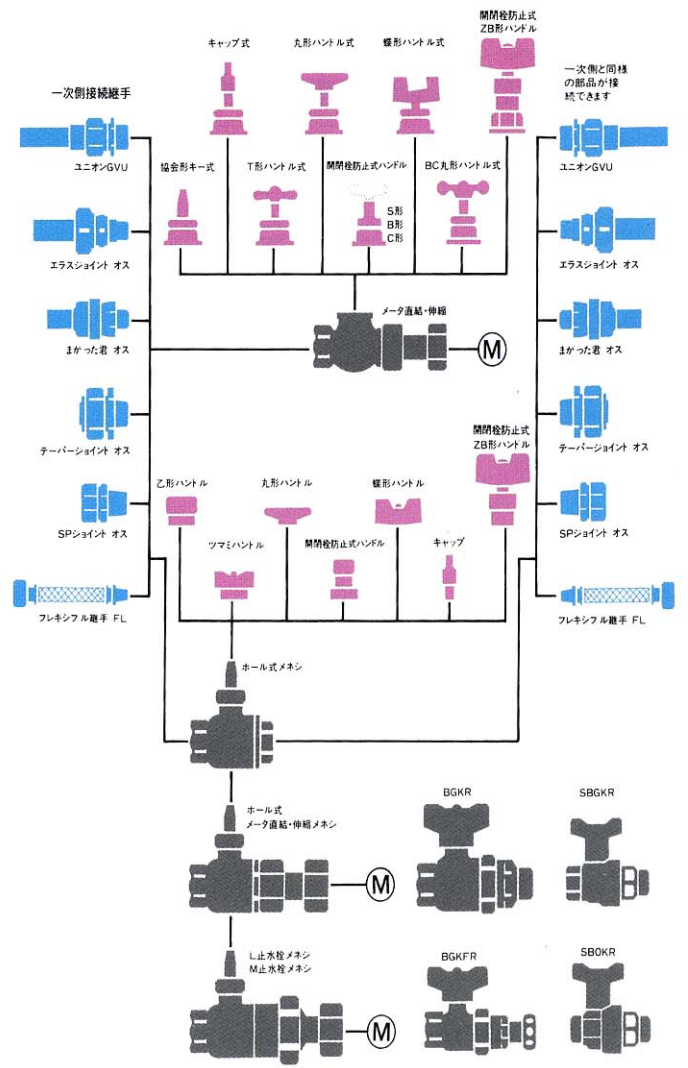 開閉栓防止式
ZB形ハンドル
キャップ式
丸形ハンドル式
蝶形ハンドル式
一次側と同様
の部品が接
続できます
一次側接続継手
ユニオンGVU
協会形キー式
T形ハンドル式
開閉栓防止式ハンドル
BC丸形ハンドル式
ユニオンGVU
S形
B形
C形
エラスジョイント オス
エラスジョイント オス
メータ直結・伸縮
M
まがった君 オス
まがった君 オス
開閉栓防止式
ZB形ハンドル
テーパージョイント オス
テーパージョイント オス
乙形ハンドル
丸形ハンドル
蝶形ハンドル
SPジョイント オス
SPジョイント オス
ツマミハンドル
開閉栓防止式ハンドル
キャップ
フレキシブル継手 FL
フレキシブル継手 FL
ホール式メネシ
ホール式
メータ直結・伸縮メネシ
M
BGKR
SBGKR
L止水栓メネシ
M止水栓メネシ
M
BGKFR
SBOKR